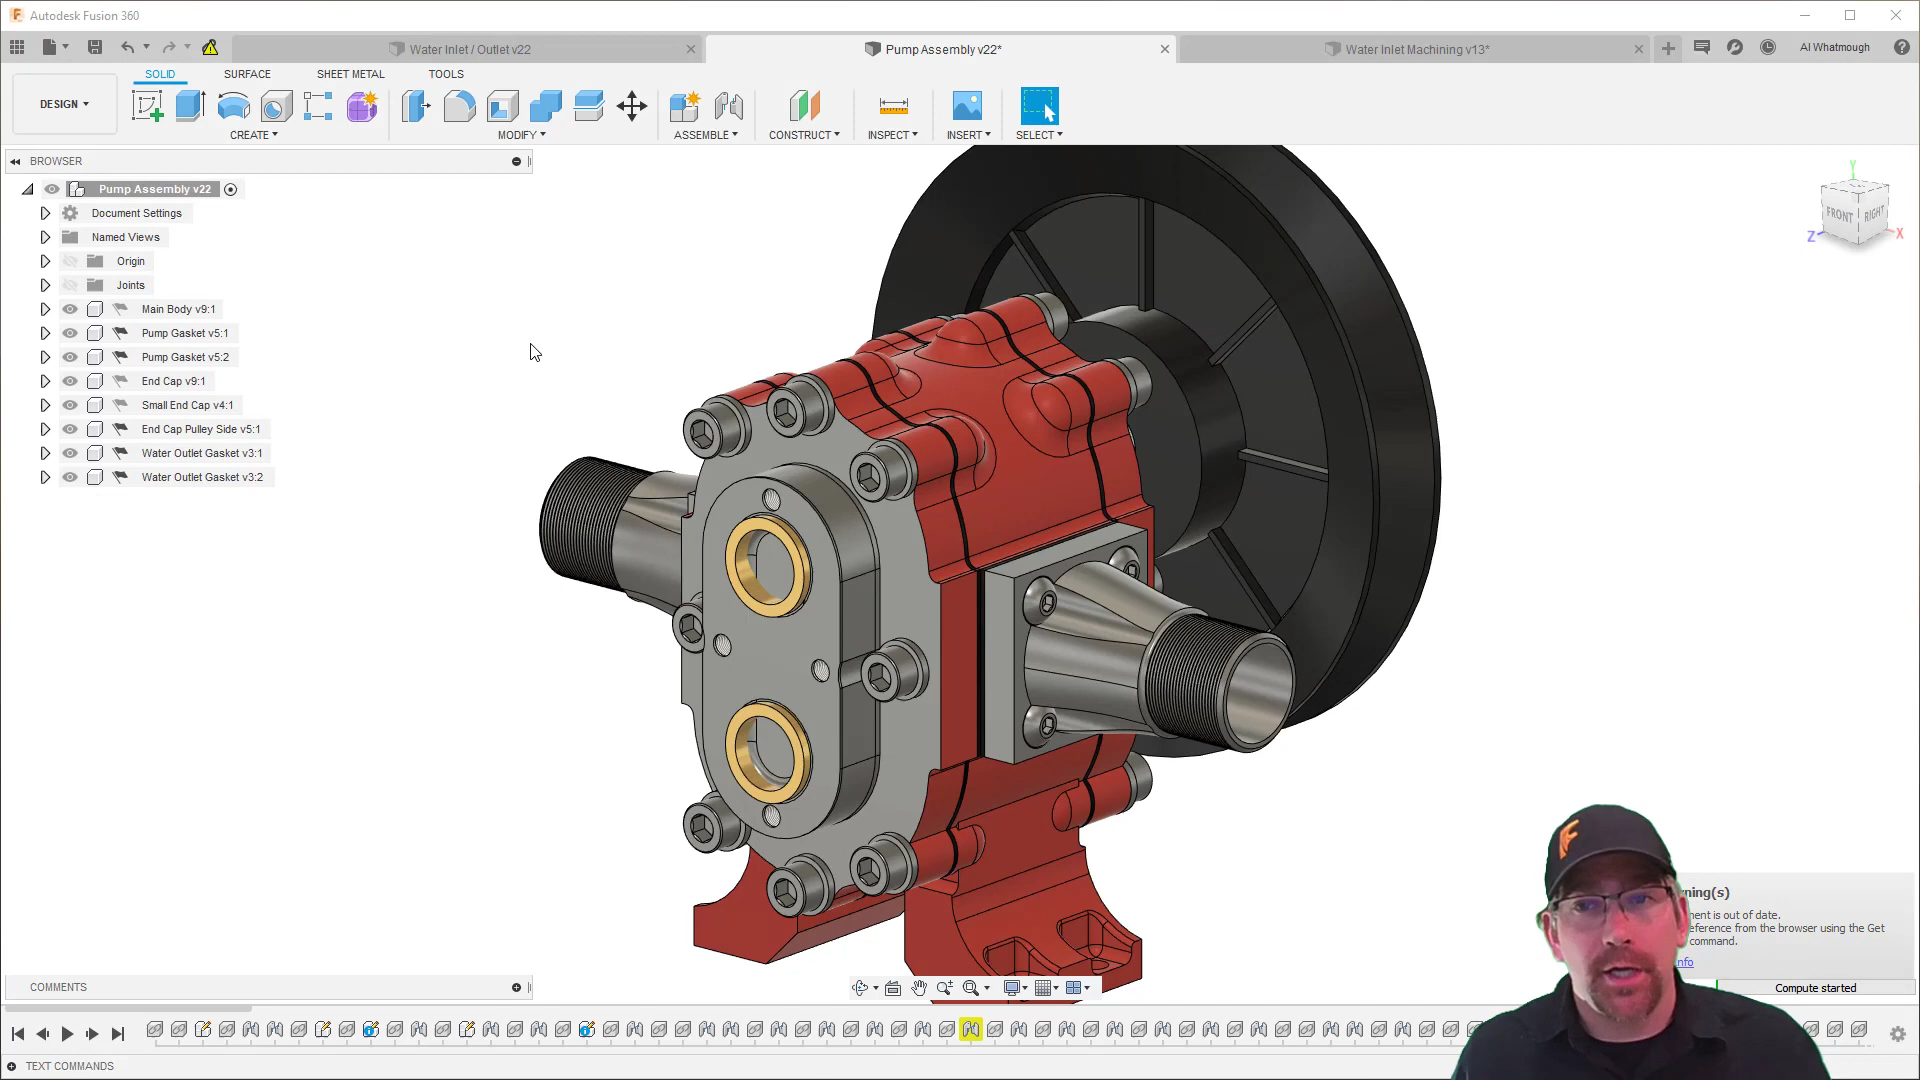 Autodesk Fusion 360
Water Inlet / Outlet v22
Pump Assembly v22*
Water Inlet Machining v13*
Al Whatmough
DESIGN
SOLID
SURFACE
SHEET METAL
TOOLS
CREATE
MODIFY
ASSEMBLE
CONSTRUCT
INSPECT
INSERT
SELECT
BROWSER
Pump Assembly v22
Document Settings
Named Views
Origin
Joints
Main Body v9:1
Pump Gasket v5:1
Pump Gasket v5:2
End Cap v9:1
Small End Cap v4:1
End Cap Pulley Side v5:1
Water Outlet Gasket v3:1
Water Outlet Gasket v3:2
Y
FRONT
RIGHT
Z
X
ning(s)
nent is out of date.
eference from the browser using the Get
command.
nfo
Compute started
COMMENTS
TEXT COMMANDS